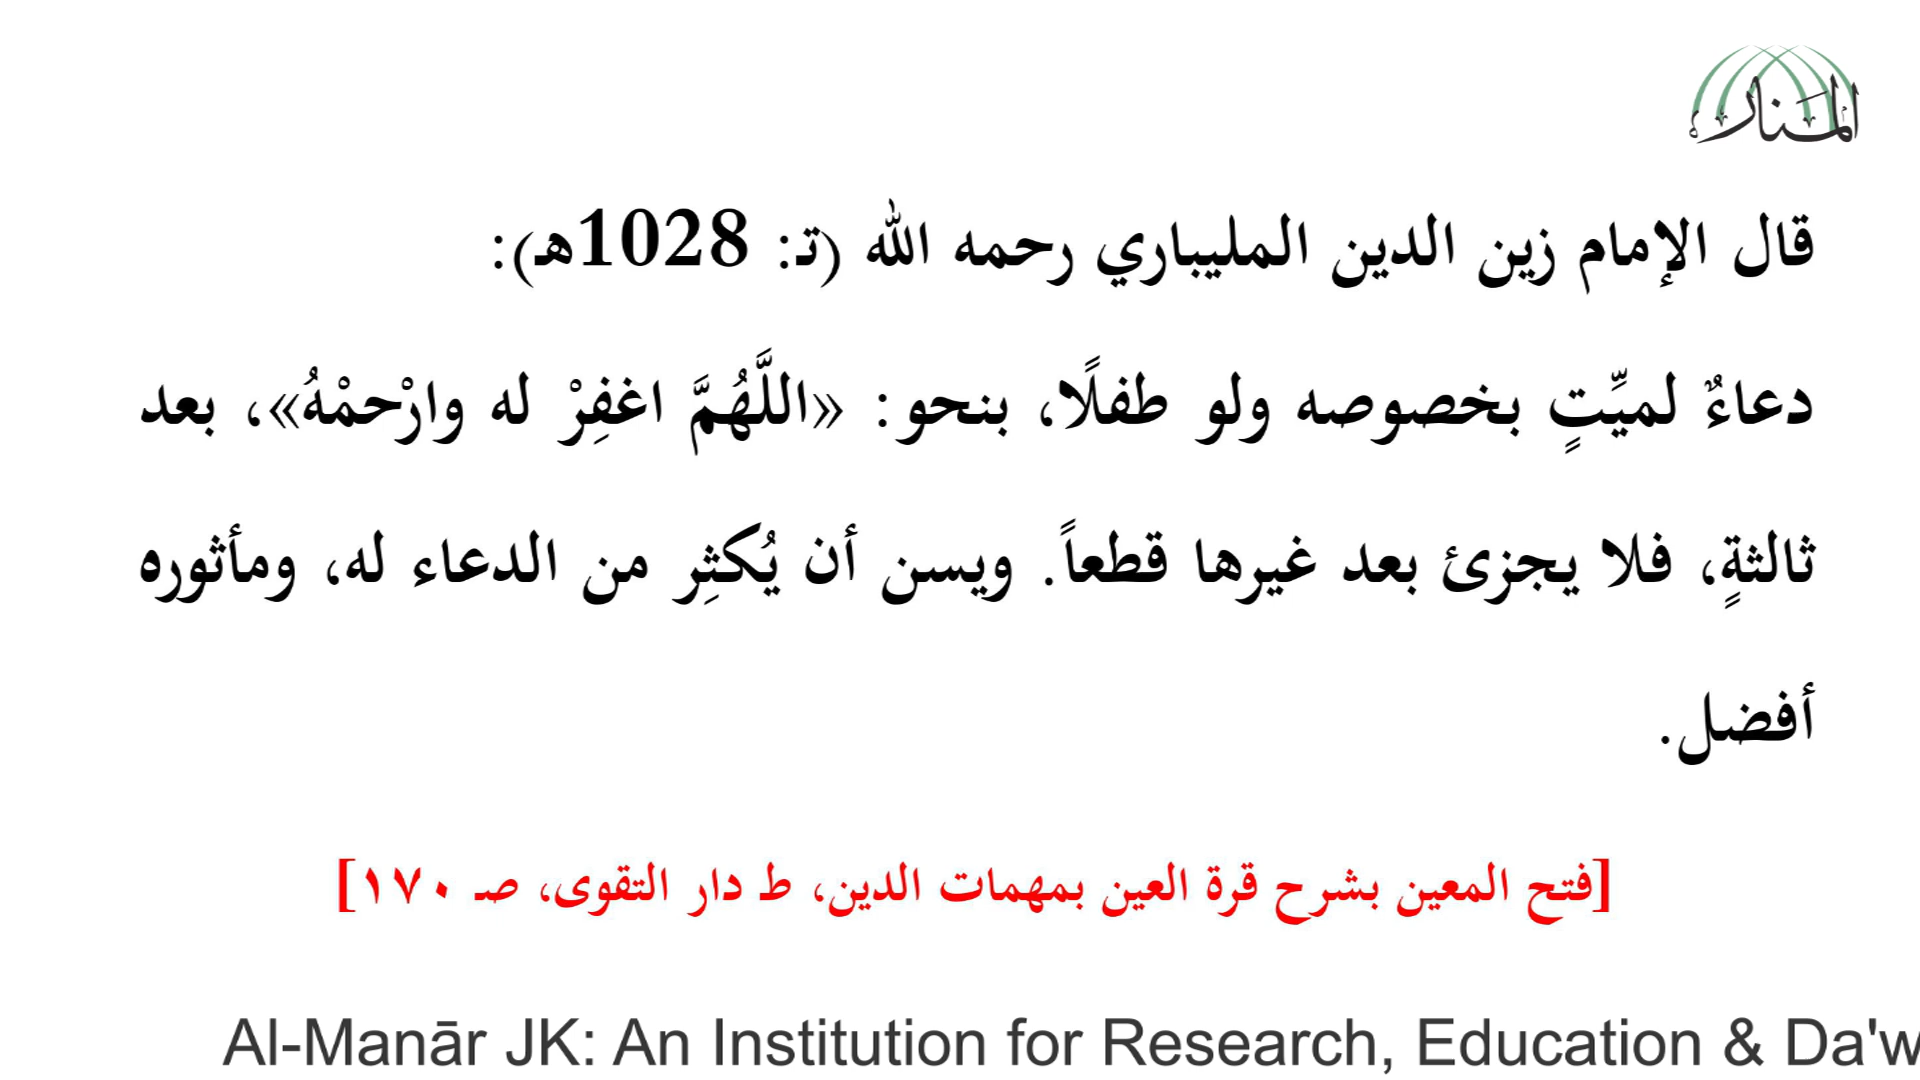 المنار
قال الإمام زين الدين المليباري رحمه الله (تـ: 1028هـ):
دعاءٌ لميِّتٍ بخصوصه ولو طفلًا، بنحو: «اللَّهُمَّ اغفِرْ له وارْحمْهُ»، بعد
ثالثةٍ، فلا يجزئ بعد غيرها قطعاً. ويسن أن يُكثِر من الدعاء له، ومأثوره
أفضل.
[فتح المعين بشرح قرة العين بمهمات الدين، ط دار التقوى، صـ ١٧٠]
Al-Manār JK: An Institution for Research, Education & Da'w